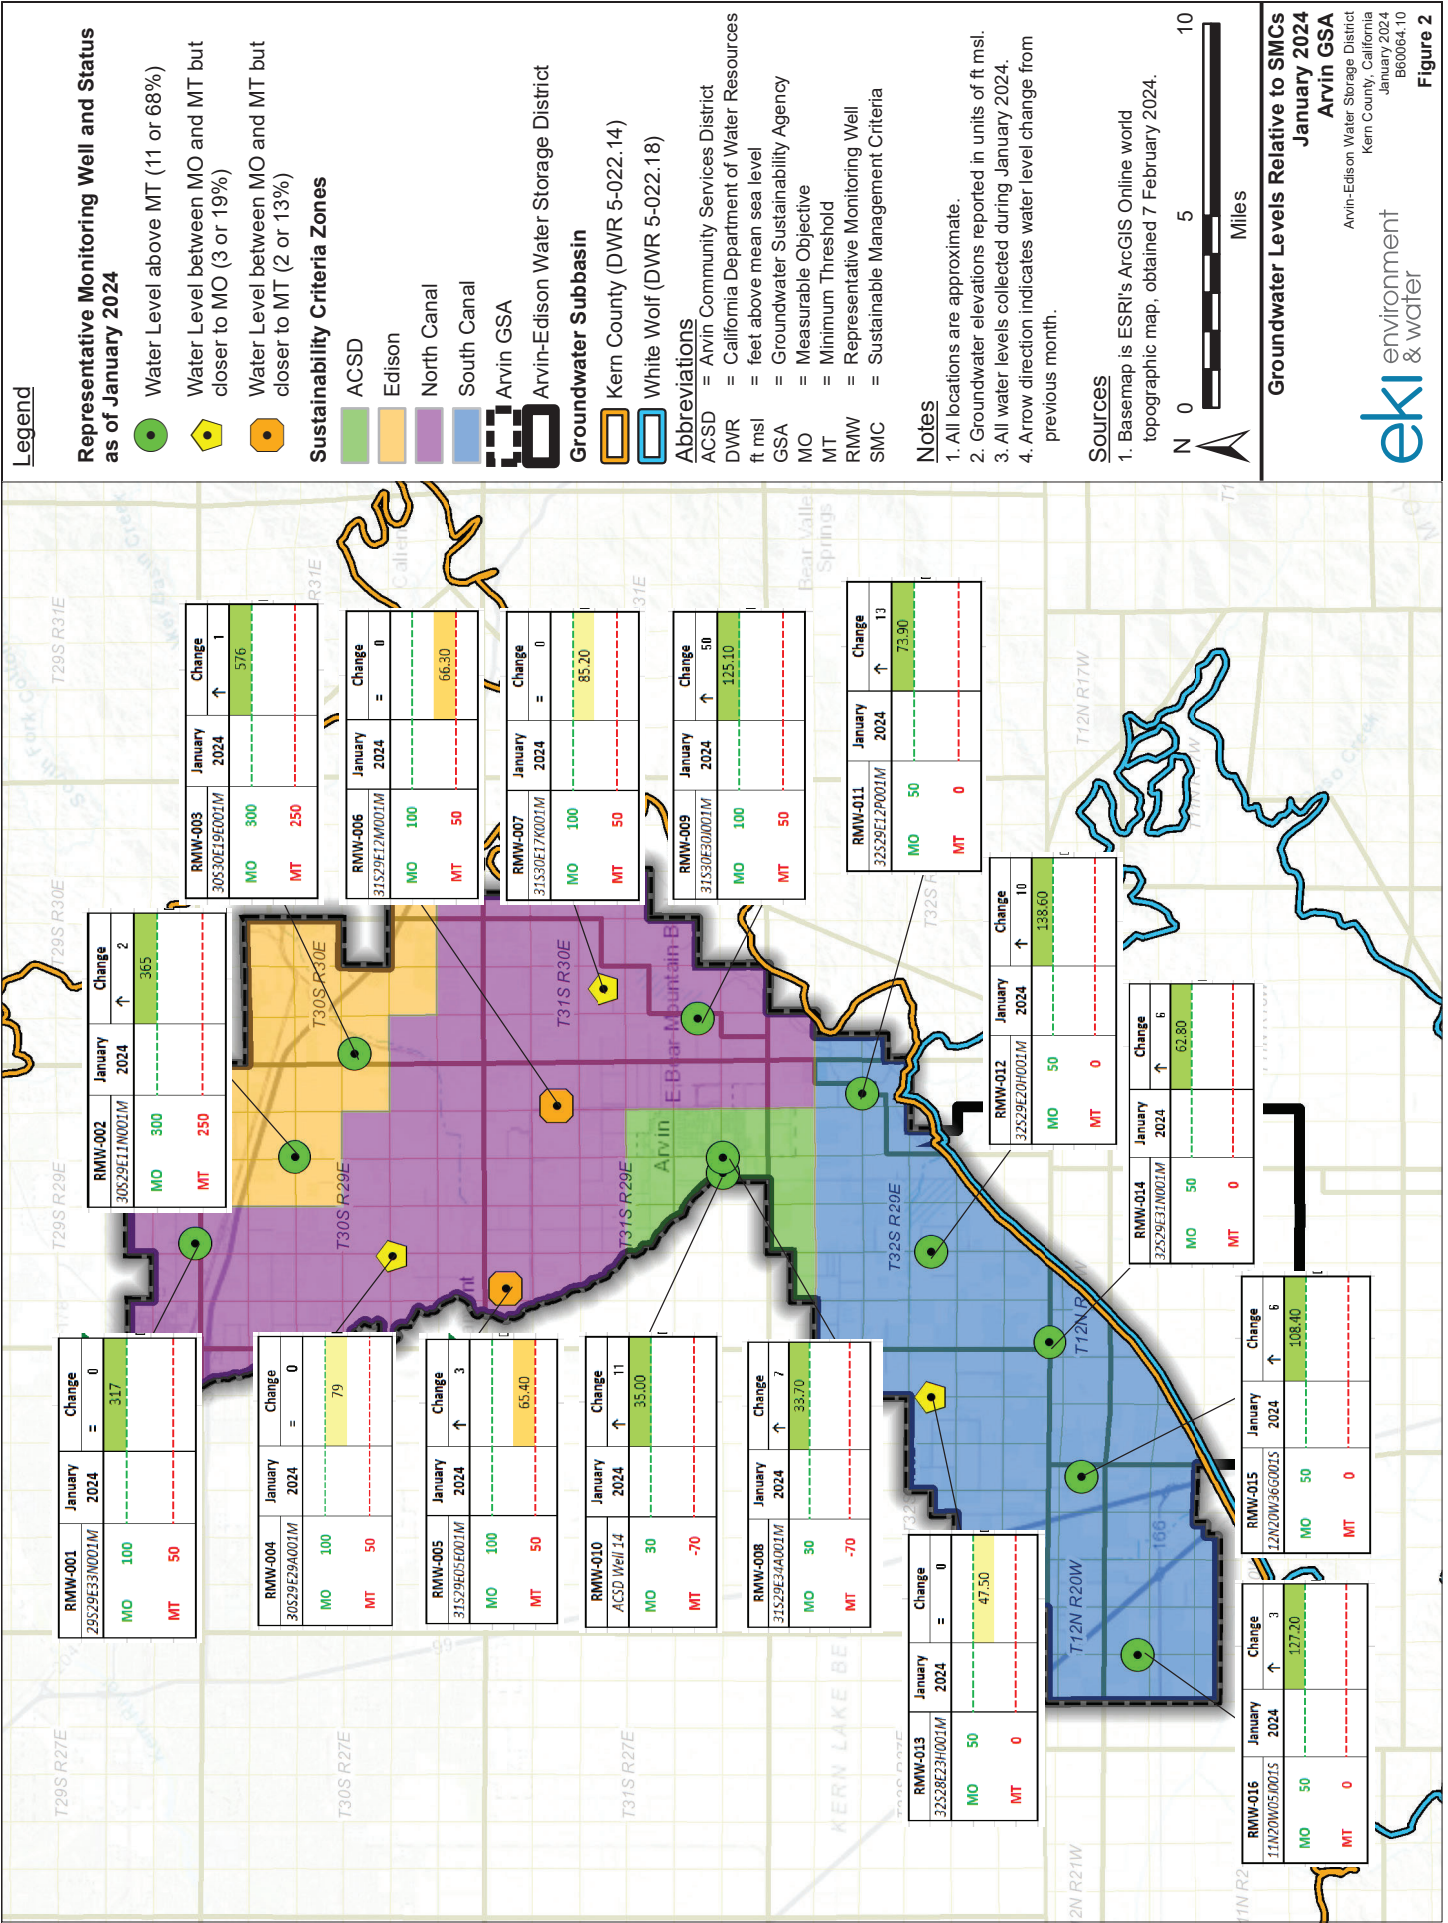 Legend
Representative Monitoring Well and Status
as of January 2024
Water Level above MT (11 or 68%)
Water Level between MO and MT but
closer to MO (3 or 19%)
Water Level between MO and MT but
closer to MT (2 or 13%)
Sustainability Criteria Zones
ACSD
Edison
North Canal
South Canal
Arvin GSA
Arvin-Edison Water Storage District
Groundwater Subbasin
Kern County (DWR 5-022.14)
White Wolf (DWR 5-022.18)
Abbreviations
ACSD = Arvin Community Services District
DWR = California Department of Water Resources
ft msl = feet above mean sea level
GSA = Groundwater Sustainability Agency
MO = Measurable Objective
MT = Minimum Threshold
RMW = Representative Monitoring Well
SMC = Sustainable Management Criteria
Notes
1. All locations are approximate.
2. Groundwater elevations reported in units of ft msl.
3. All water levels collected during January 2024.
4. Arrow direction indicates water level change from
previous month.
Sources
1. Basemap is ESRI's ArcGIS Online world
topographic map, obtained 7 February 2024.
N
0 5 10
Miles
Groundwater Levels Relative to SMCs
January 2024
Arvin GSA
Arvin-Edison Water Storage District
Kern County, California
January 2024
B60064.10
Figure 2
eki environment
& water
RMW-001 January Change
29S29E33N001M 2024 = 0
MO 100 317
MT 50
RMW-002 January Change
30S29E11N001M 2024 ↑ 2
MO 300 365
MT 250
RMW-003 January Change
30S30E19E001M 2024 ↑ 1
MO 300 576
MT 250
RMW-004 January Change
30S29E29A001M 2024 = 0
MO 100 79
MT 50
RMW-006 January Change
31S29E12M001M 2024 = 0
MO 100
MT 50 66.30
RMW-005 January Change
31S29E05E001M 2024 ↑ 3
MO 100
MT 50 65.40
RMW-007 January Change
31S30E17K001M 2024 = 0
MO 100 85.20
MT 50
RMW-010 January Change
ACSD Well 14 2024 ↑ 11
MO 30 35.00
MT -70
RMW-009 January Change
31S30E30J001M 2024 ↑ 50
MO 100 125.10
MT 50
RMW-008 January Change
31S29E34A001M 2024 ↑ 7
MO 30 33.70
MT -70
RMW-011 January Change
32S29E12P001M 2024 ↑ 13
MO 50 73.90
MT 0
RMW-012 January Change
32S29E20H001M 2024 ↑ 10
MO 50 138.60
MT 0
RMW-013 January Change
32S28E23H001M 2024 = 0
MO 50 47.50
MT 0
RMW-014 January Change
32S29E31N001M 2024 ↑ 6
MO 50 62.80
MT 0
RMW-015 January Change
12N20W36G001S 2024 ↑ 6
MO 50 108.40
MT 0
RMW-016 January Change
11N20W05J001S 2024 ↑ 3
MO 50 127.20
MT 0
T29S R27E
T29S R29E
T29S R30E
T29S R31E
T30S R27E
T30S R29E
T30S R30E
R31E
T31S R27E
T31S R29E
T31S R30E
31E
T32S R29E
T12N R20W
T12N R17W
Arvin
E Bear Mountain B
Bear Valle
Springs
KERN LAKE BE
99
166